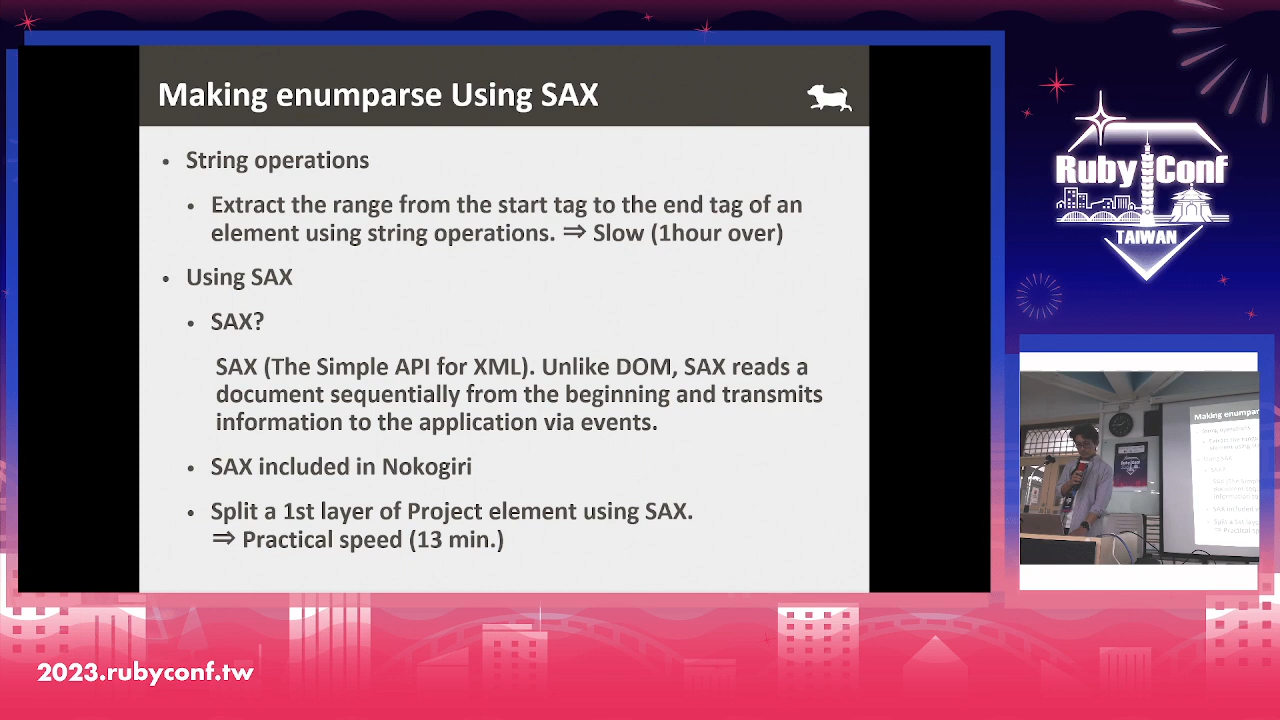 Making enumparse Using SAX
• String operations
• Extract the range from the start tag to the end tag of an
element using string operations. ⇒ Slow (1hour over)
• Using SAX
• SAX?
SAX (The Simple API for XML). Unlike DOM, SAX reads a
document sequentially from the beginning and transmits
information to the application via events.
• SAX included in Nokogiri
• Split a 1st layer of Project element using SAX.
⇒ Practical speed (13 min.)
RubyConf
TAIWAN
Making enumpar
2023.rubyconf.tw